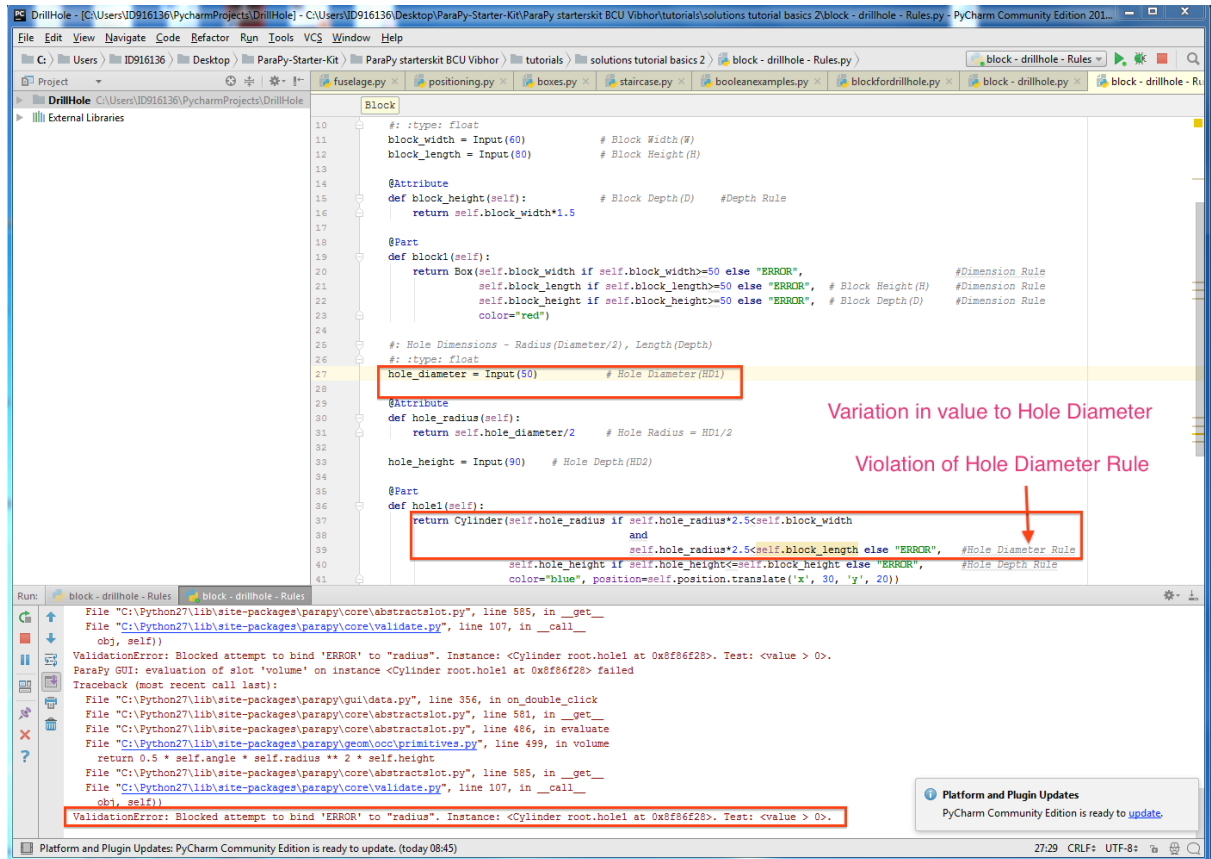 DrillHole - [C:\Users\ID916136\PycharmProjects\DrillHole] - C:\Users\ID916136\Desktop\ParaPy-Starter-Kit\ParaPy starterskit BCU Vibhor\tutorials\solutions tutorial basics 2\block - drillhole - Rules.py - PyCharm Community Edition 201...
File Edit View Navigate Code Refactor Run Tools VCS Window Help
C: Users ID916136 Desktop ParaPy-Starter-Kit ParaPy starterskit BCU Vibhor tutorials solutions tutorial basics 2 block - drillhole - Rules.py block - drillhole - Rules
Project fuselage.py positioning.py boxes.py staircase.py booleanexamples.py blockfordrillhole.py block - drillhole.py block - drillhole - Ru
DrillHole C:\Users\ID916136\PycharmProjects\DrillHole
External Libraries
Block
10 #: :type: float
11 block_width = Input(60) # Block Width(W)
12 block_length = Input(80) # Block Height(H)
13
14 @Attribute
15 def block_height(self): # Block Depth(D) #Depth Rule
16 return self.block_width*1.5
17
18 @Part
19 def block1(self):
20 return Box(self.block_width if self.block_width>=50 else "ERROR", #Dimension Rule
21 self.block_length if self.block_length>=50 else "ERROR", # Block Height(H) #Dimension Rule
22 self.block_height if self.block_height>=50 else "ERROR", # Block Depth(D) #Dimension Rule
23 color="red")
24
25 #: Hole Dimensions - Radius(Diameter/2), Length(Depth)
26 #: :type: float
27 hole_diameter = Input(50) # Hole Diameter(HD1)
28
29 @Attribute
30 def hole_radius(self):
31 return self.hole_diameter/2 # Hole Radius = HD1/2
32
33 hole_height = Input(90) # Hole Depth(HD2)
34
35 @Part
36 def hole1(self):
37 return Cylinder(self.hole_radius if self.hole_radius*2.5<self.block_width
38 and
39 self.hole_radius*2.5<self.block_length else "ERROR", #Hole Diameter Rule
40 self.hole_height if self.hole_height<=self.block_height else "ERROR", #Hole Depth Rule
41 color="blue", position=self.position.translate('x', 30, 'y', 20))
Variation in value to Hole Diameter
Violation of Hole Diameter Rule
Run: block - drillhole - Rules block - drillhole - Rules
File "C:\Python27\lib\site-packages\parapy\core\abstractslot.py", line 585, in __get__
File "C:\Python27\lib\site-packages\parapy\core\validate.py", line 107, in __call__
obj, self))
ValidationError: Blocked attempt to bind 'ERROR' to "radius". Instance: <Cylinder root.hole1 at 0x8f86f28>. Test: <value > 0>.
ParaPy GUI: evaluation of slot 'volume' on instance <Cylinder root.hole1 at 0x8f86f28> failed
Traceback (most recent call last):
File "C:\Python27\lib\site-packages\parapy\gui\data.py", line 356, in on_double_click
File "C:\Python27\lib\site-packages\parapy\core\abstractslot.py", line 581, in __get__
File "C:\Python27\lib\site-packages\parapy\core\abstractslot.py", line 486, in evaluate
File "C:\Python27\lib\site-packages\parapy\geom\occ\primitives.py", line 499, in volume
return 0.5 * self.angle * self.radius ** 2 * self.height
File "C:\Python27\lib\site-packages\parapy\core\abstractslot.py", line 585, in __get__
File "C:\Python27\lib\site-packages\parapy\core\validate.py", line 107, in __call__
obj, self))
ValidationError: Blocked attempt to bind 'ERROR' to "radius". Instance: <Cylinder root.hole1 at 0x8f86f28>. Test: <value > 0>.
Platform and Plugin Updates
PyCharm Community Edition is ready to update.
Platform and Plugin Updates: PyCharm Community Edition is ready to update. (today 08:45) 27:29 CRLF UTF-8